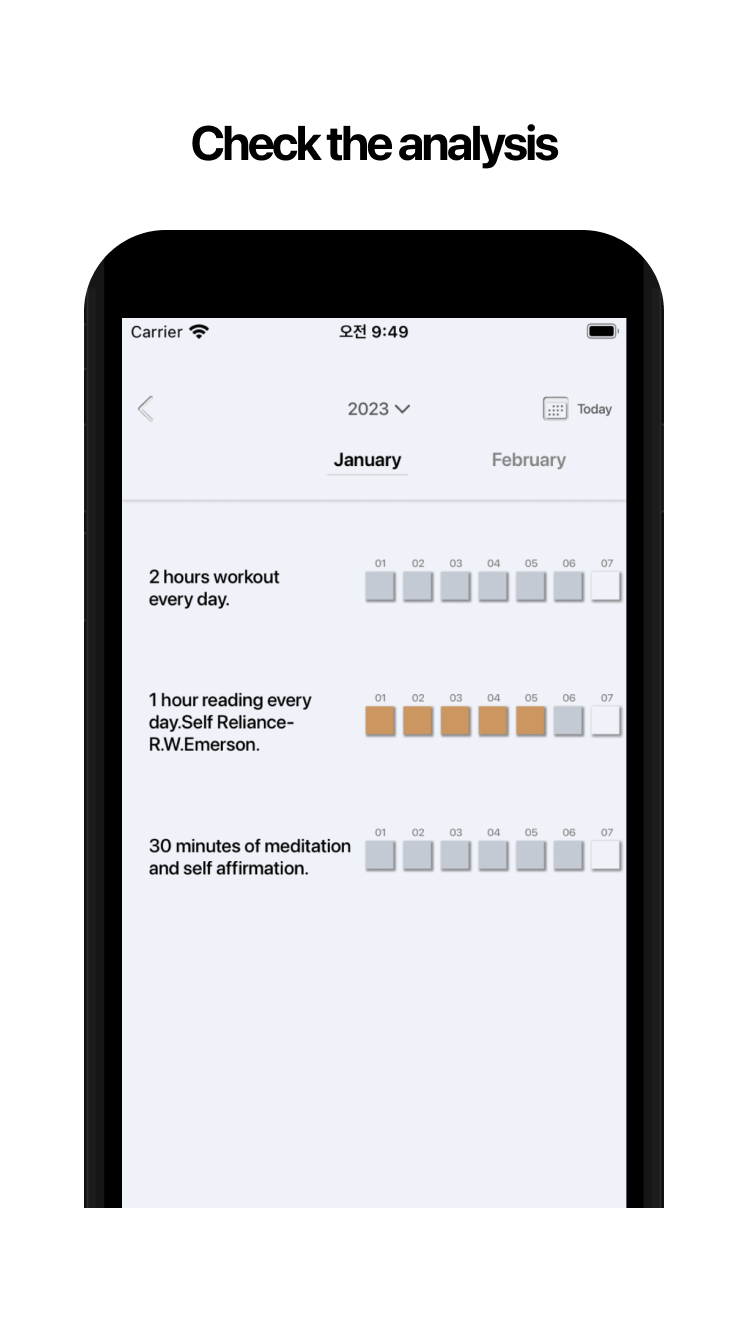 Check the analysis
Carrier 오전 9:49
2023 Today
January February
01 02 03 04 05 06 07
2 hours workout
every day.
01 02 03 04 05 06 07
1 hour reading every
day.Self Reliance-
R.W.Emerson.
01 02 03 04 05 06 07
30 minutes of meditation
and self affirmation.